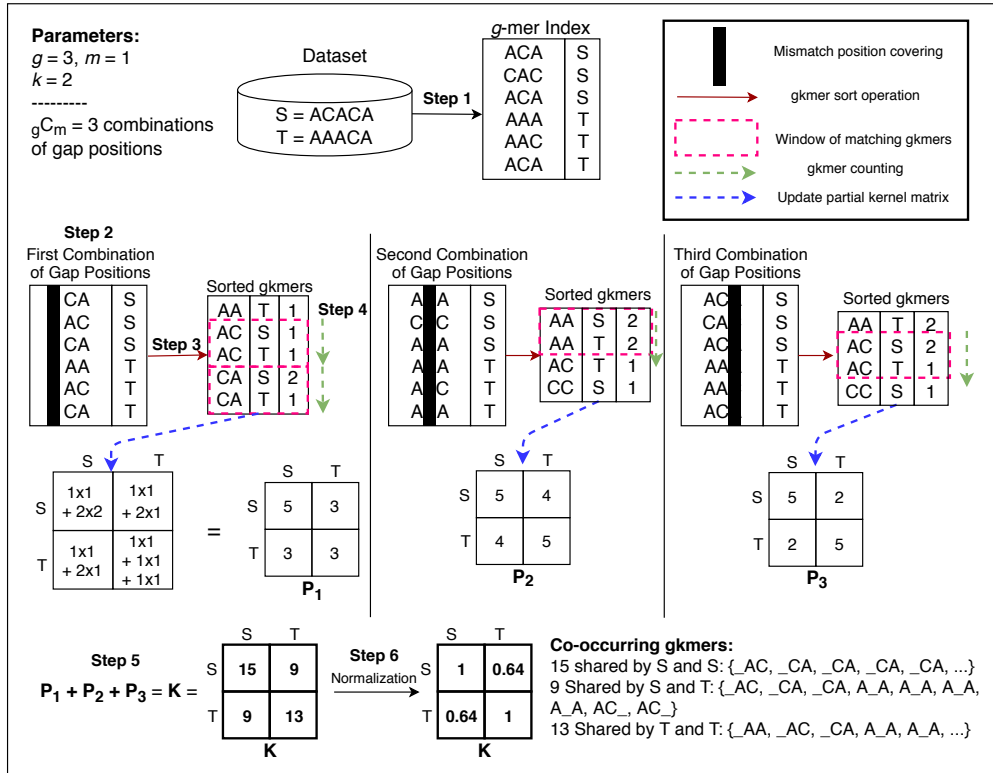 Parameters:
g = 3, m = 1
k = 2
---------
gCm = 3 combinations
of gap positions
Dataset
S = ACACA
T = AAACA
Step 1
g-mer Index
ACA S
CAC S
ACA S
AAA T
AAC T
ACA T
Mismatch position covering
gkmer sort operation
Window of matching gkmers
gkmer counting
Update partial kernel matrix
Step 2
First Combination
of Gap Positions
CA S
AC S
CA S
AA T
AC T
CA T
Step 3
Sorted gkmers
AA T 1
AC S 1
AC T 1
CA S 2
CA T 1
Step 4
S T
S 1x1 + 2x2 1x1 + 2x1
T 1x1 + 2x1 1x1 + 1x1 + 1x1
=
S T
S 5 3
T 3 3
P1
Second Combination
of Gap Positions
A A S
C C S
A A S
A A T
A C T
A A T
Sorted gkmers
AA S 2
AA T 2
AC T 1
CC S 1
S T
S 5 4
T 4 5
P2
Third Combination
of Gap Positions
AC S
CA S
AC S
AA T
AA T
AC T
Sorted gkmers
AA T 2
AC S 2
AC T 1
CC S 1
S T
S 5 2
T 2 5
P3
Step 5
P1 + P2 + P3 = K =
S T
S 15 9
T 9 13
K
Step 6
Normalization
S T
S 1 0.64
T 0.64 1
K
Co-occurring gkmers:
15 shared by S and S: {_AC, _CA, _CA, _CA, _CA, ...}
9 Shared by S and T: {_AC, _CA, _CA, A_A, A_A, A_A,
A_A, AC_, AC_}
13 Shared by T and T: {_AA, _AC, _CA, A_A, A_A, ...}